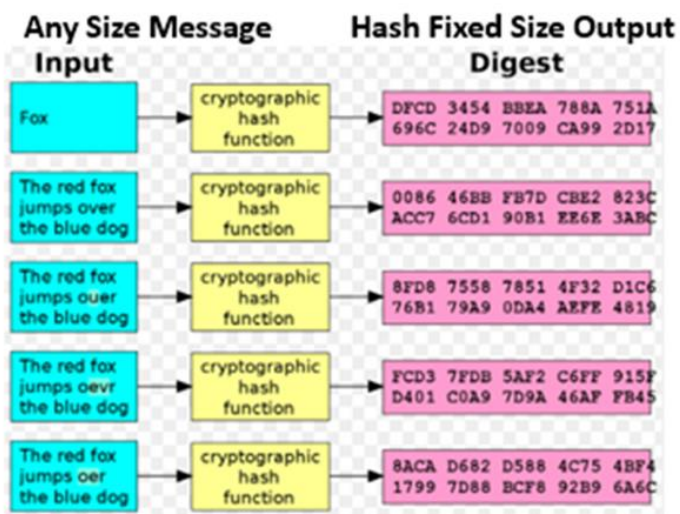 Any Size Message
Hash Fixed Size Output
Input
Digest
Fox
cryptographic
hash
function
DFCD 3454 BBEA 788A 751A
696C 24D9 7009 CA99 2D17
The red fox
jumps over
the blue dog
cryptographic
hash
function
0086 46BB FB7D CBE2 823C
ACC7 6CD1 90B1 EE6E 3ABC
The red fox
jumps ouer
the blue dog
cryptographic
hash
function
8FD8 7558 7851 4F32 D1C6
76B1 79A9 0DA4 AEFE 4819
The red fox
jumps oevr
the blue dog
cryptographic
hash
function
FCD3 7FDB 5AF2 C6FF 915F
D401 C0A9 7D9A 46AF FB45
The red fox
jumps oer
the blue dog
cryptographic
hash
function
8ACA D682 D588 4C75 4BF4
1799 7D88 BCF8 92B9 6A6C